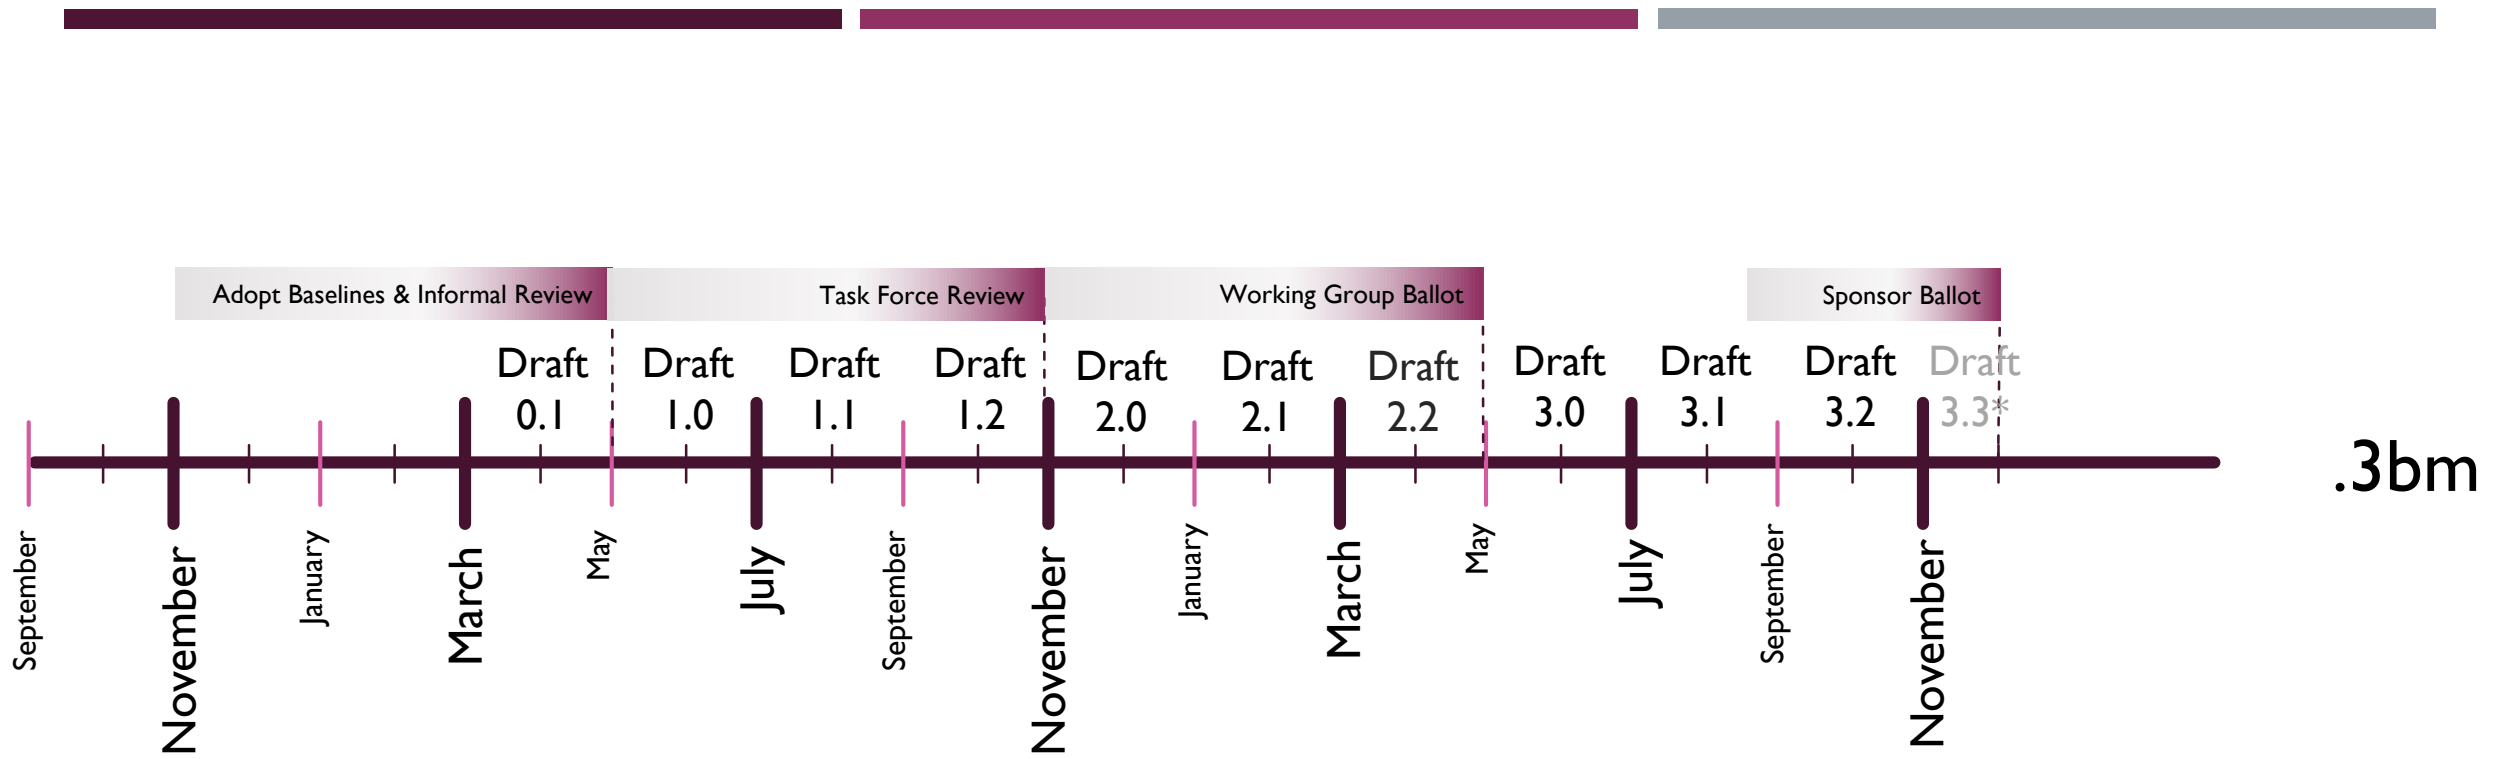 Adopt Baselines & Informal Review
Task Force Review
Working Group Ballot
Sponsor Ballot
Draft
0.1
Draft
1.0
Draft
1.1
Draft
1.2
Draft
2.0
Draft
2.1
Draft
2.2
Draft
3.0
Draft
3.1
Draft
3.2
Draft
3.3*
.3bm
September
November
January
March
May
July
September
November
January
March
May
July
September
November